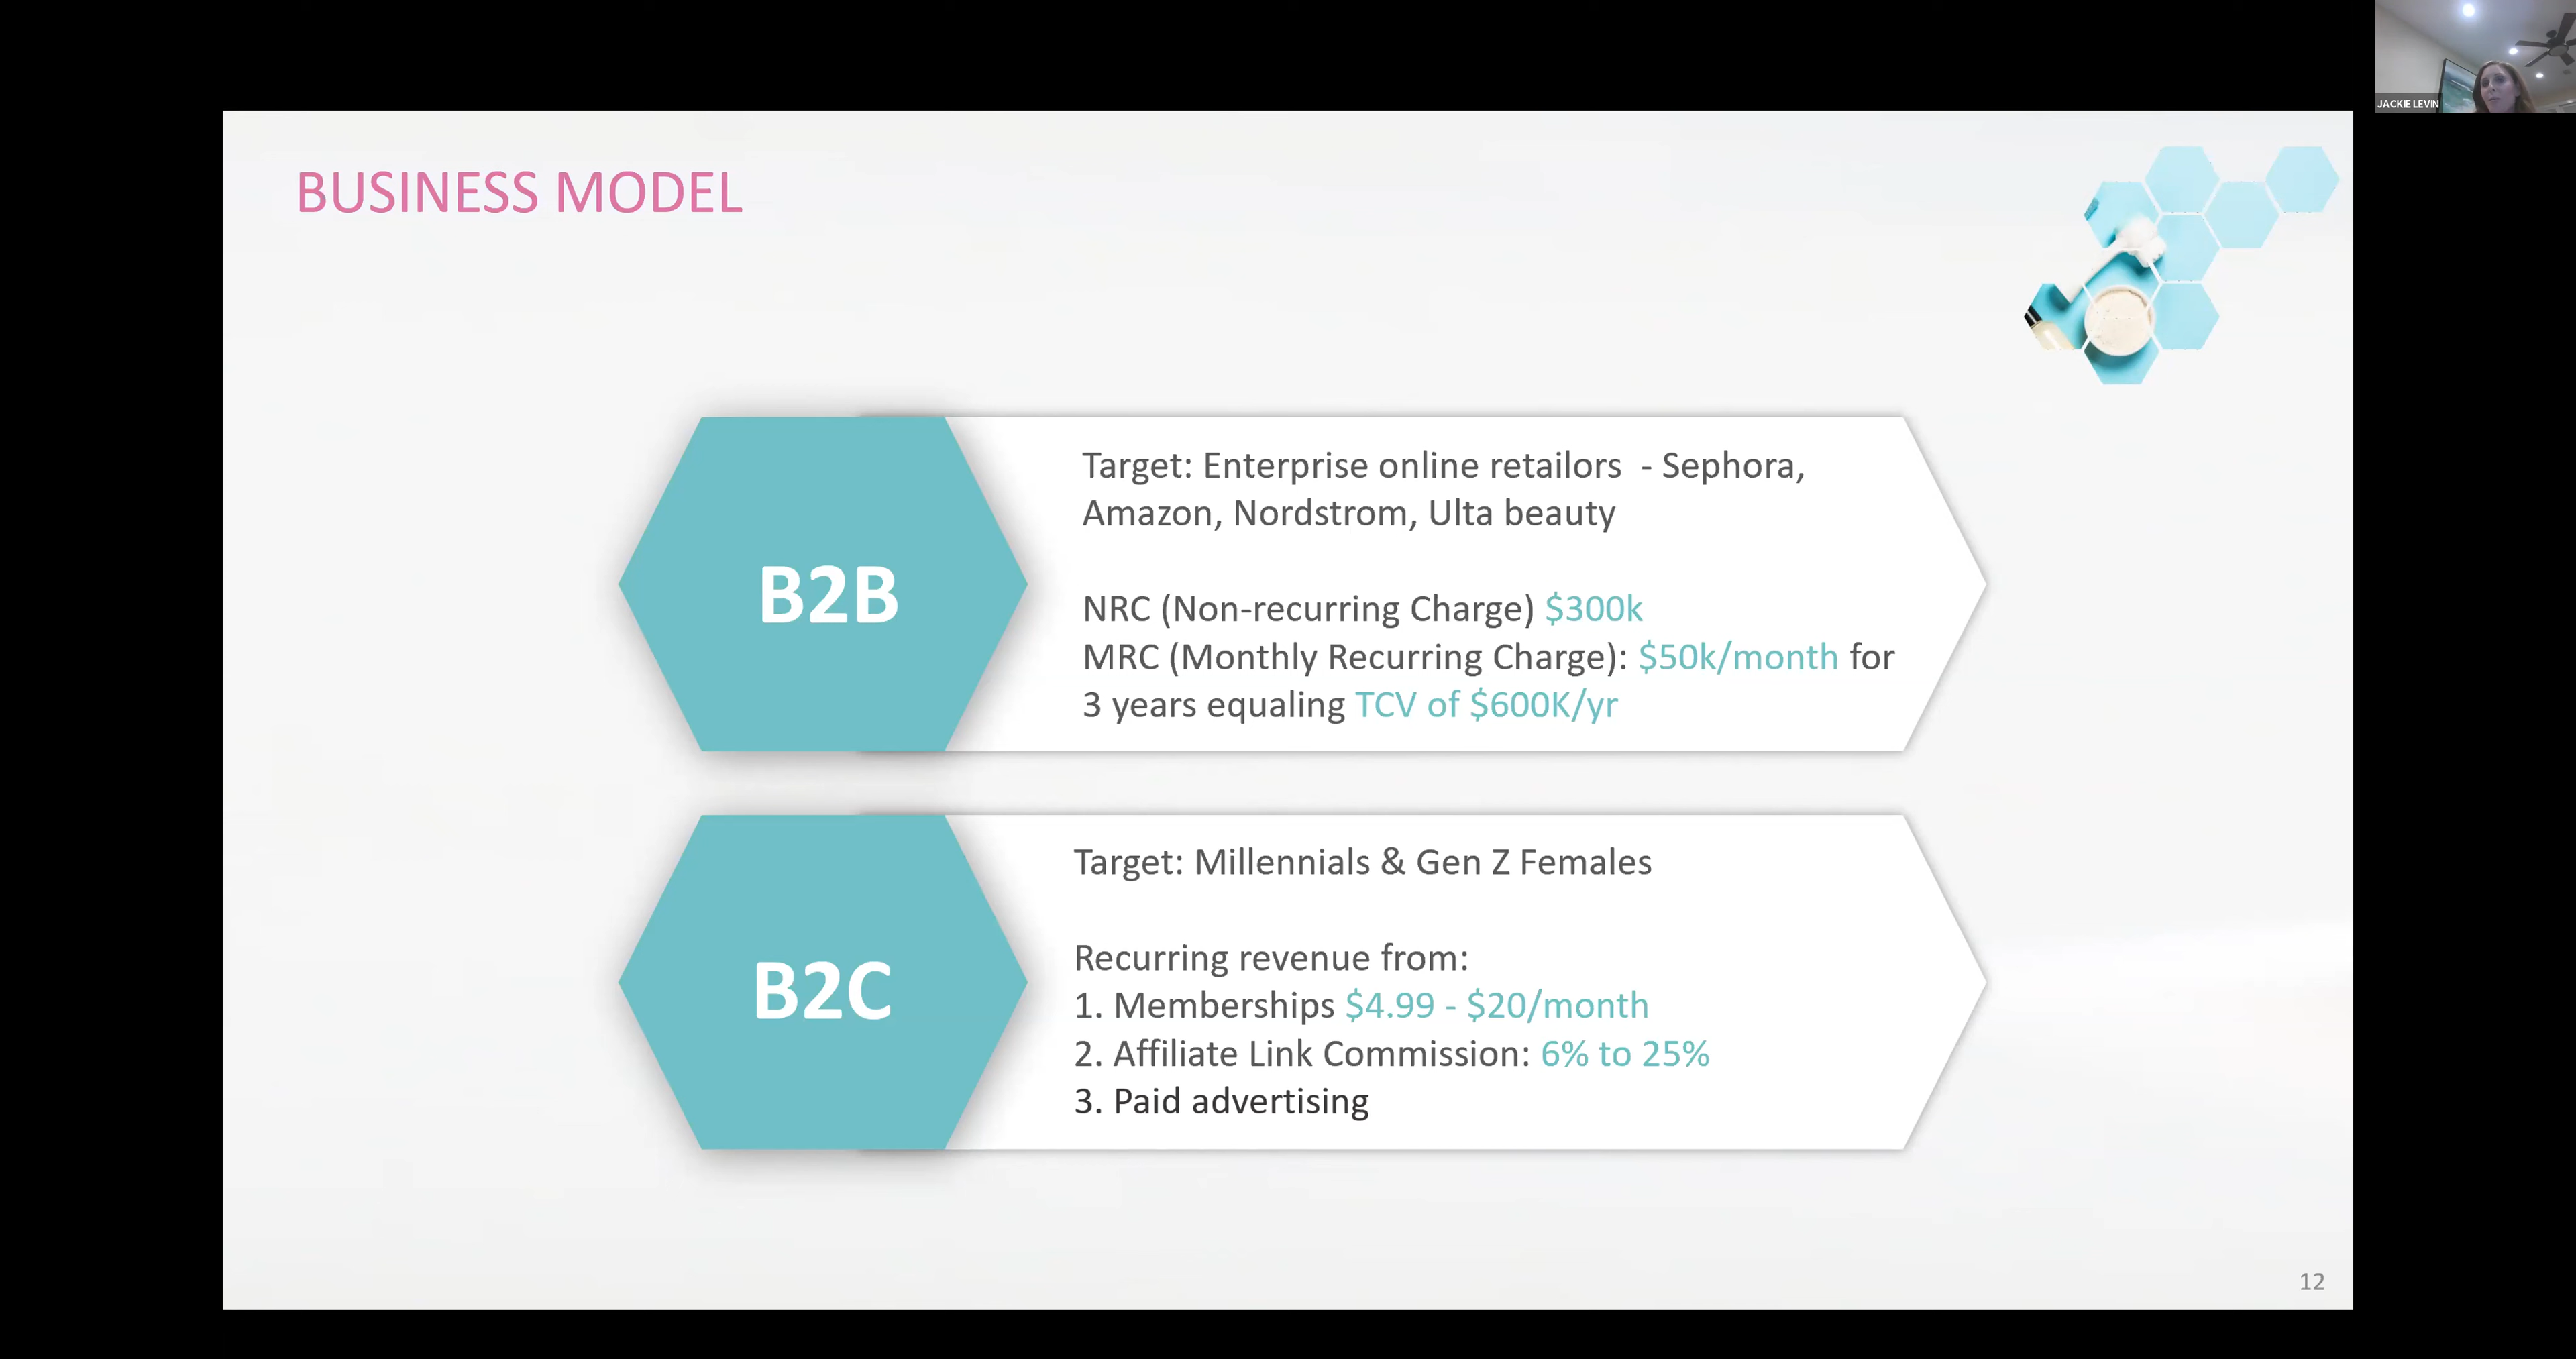 JACKIE LEVIN
BUSINESS MODEL
B2B
Target: Enterprise online retailors - Sephora,
Amazon, Nordstrom, Ulta beauty
NRC (Non-recurring Charge) $300k
MRC (Monthly Recurring Charge): $50k/month for
3 years equaling TCV of $600K/yr
B2C
Target: Millennials & Gen Z Females
Recurring revenue from:
1. Memberships $4.99 - $20/month
2. Affiliate Link Commission: 6% to 25%
3. Paid advertising
12